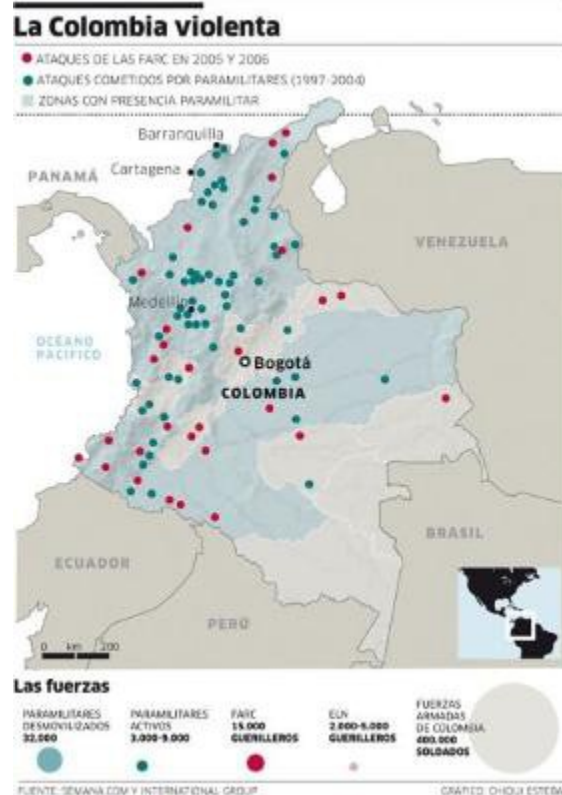 La Colombia violenta
ATAQUES DE LAS FARC EN 2005 Y 2006
ATAQUES COMETIDOS POR PARAMILITARES (1997-2004)
ZONAS CON PRESENCIA PARAMILITAR
Barranquilla
Cartagena
PANAMÁ
VENEZUELA
Medellín
OCÉANO
PACÍFICO
Bogotá
COLOMBIA
BRASIL
ECUADOR
PERÚ
0 km 200
Las fuerzas
PARAMILITARES
DESMOVILIZADOS
32.000
PARAMILITARES
ACTIVOS
3.000-9.000
FARC
15.000
GUERILLEROS
ELN
2.000-5.000
GUERILLEROS
FUERZAS
ARMADAS
DE COLOMBIA
400.000
SOLDADOS
FUENTE: SEMANA.COM Y INTERNATIONAL GROUP
GRÁFICO: CHIQUI ESTEBAN